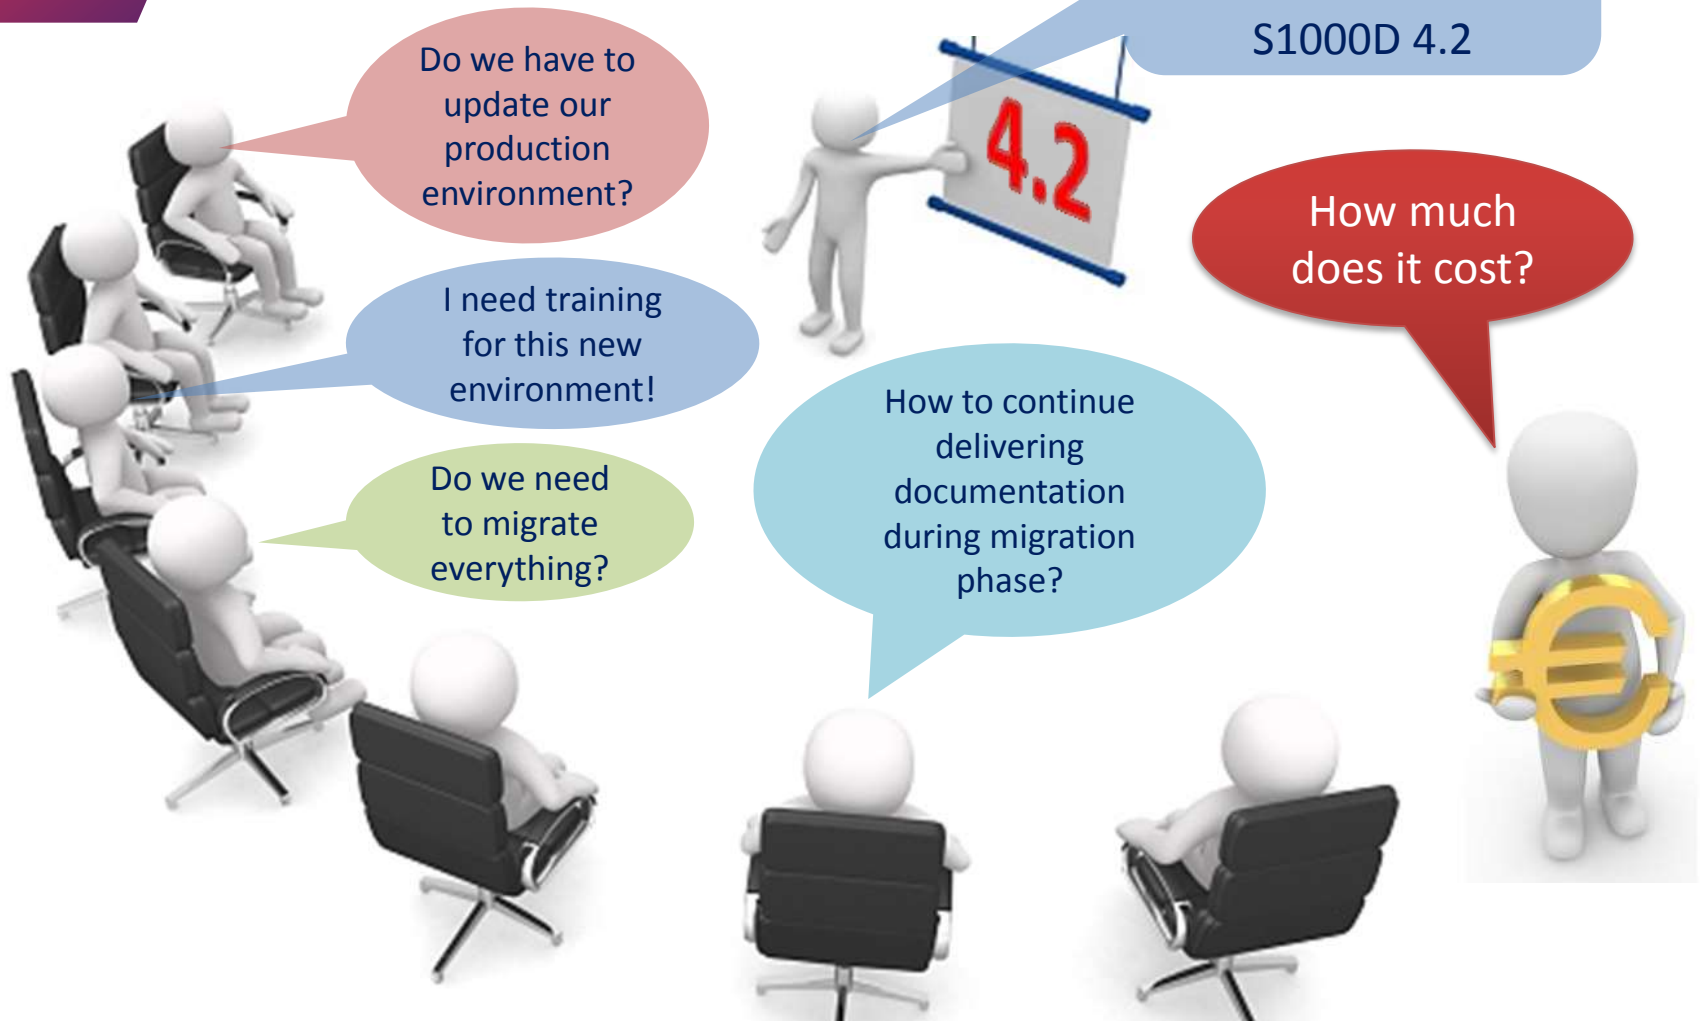 S1000D 4.2
Do we have to
update our
production
environment?
4.2
How much
does it cost?
I need training
for this new
environment!
How to continue
delivering
documentation
during migration
phase?
Do we need
to migrate
everything?